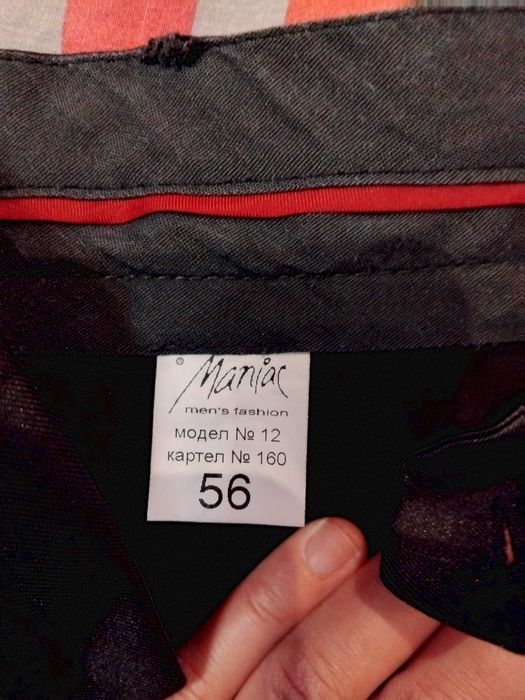 ® Maniac
men's fashion
модел № 12
картел № 160
56